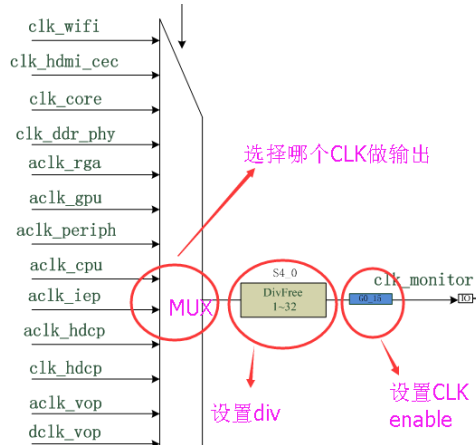 clk_wifi
clk_hdmi_cec
clk_core
clk_ddr_phy
aclk_rga
aclk_gpu
aclk_periph
aclk_cpu
aclk_iep
aclk_hdcp
clk_hdcp
aclk_vop
dclk_vop
选择哪个CLK做输出
MUX
S4_0
DivFree
1~32
clk_monitor
G0_15
IO
设置div
设置CLK
enable